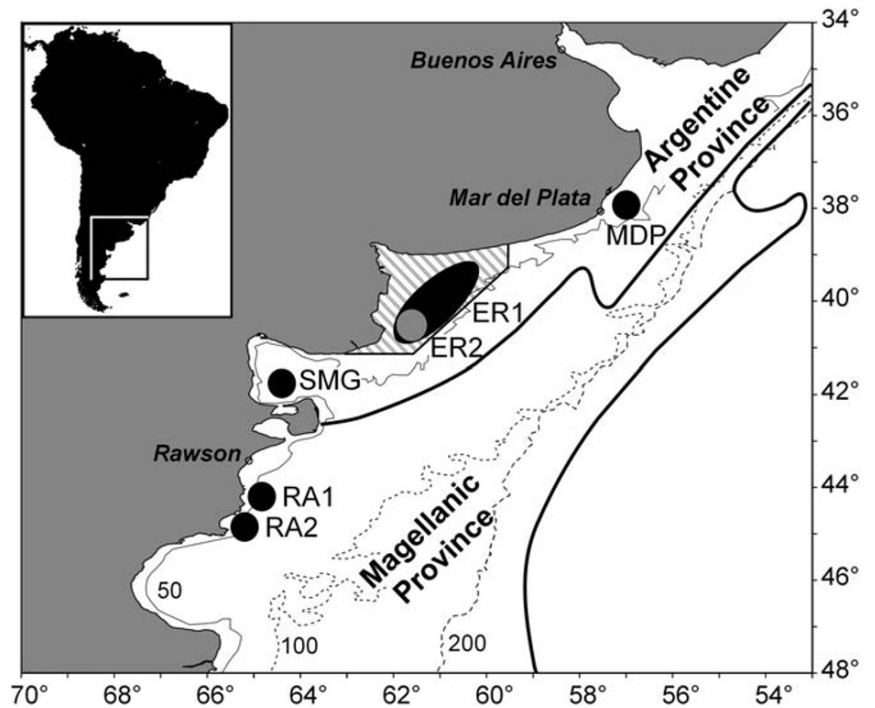 34°
Buenos Aires
Argentine
Province
36°
Mar del Plata
38°
MDP
ER1
40°
ER2
SMG
42°
Rawson
RA1
44°
RA2
Magellanic
Province
50
46°
100
200
48°
70°
68°
66°
64°
62°
60°
58°
56°
54°